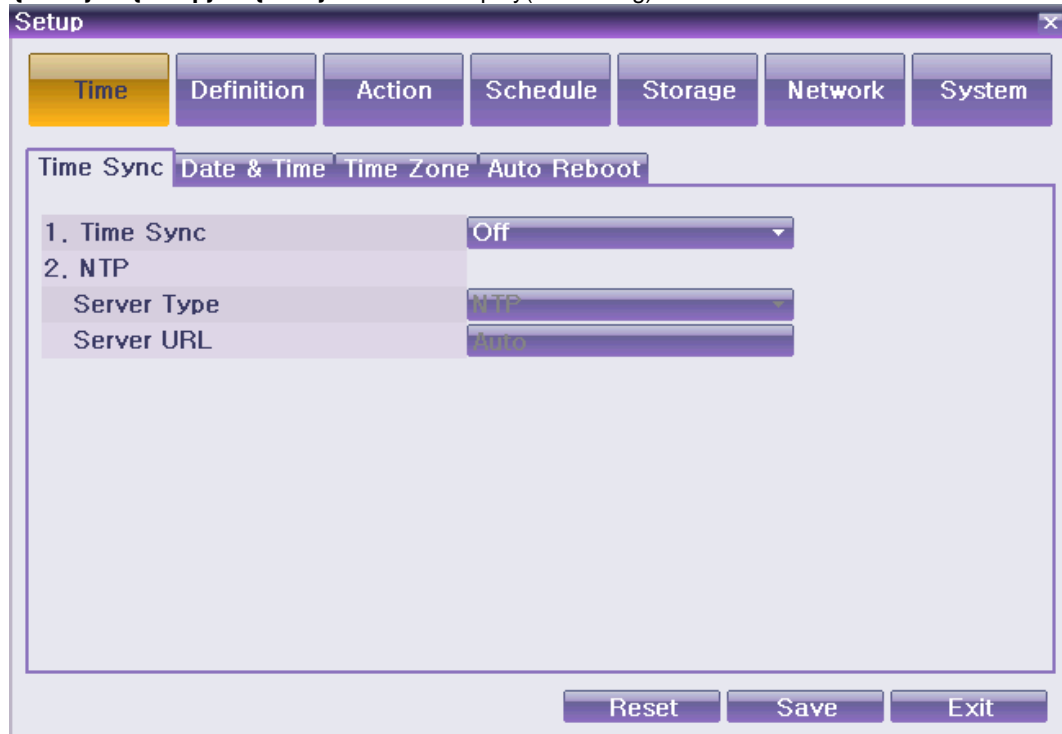 Setup
Time Definition Action Schedule Storage Network System
Time Sync Date & Time Time Zone Auto Reboot
1. Time Sync Off
2. NTP
Server Type NTP
Server URL Auto
Reset Save Exit